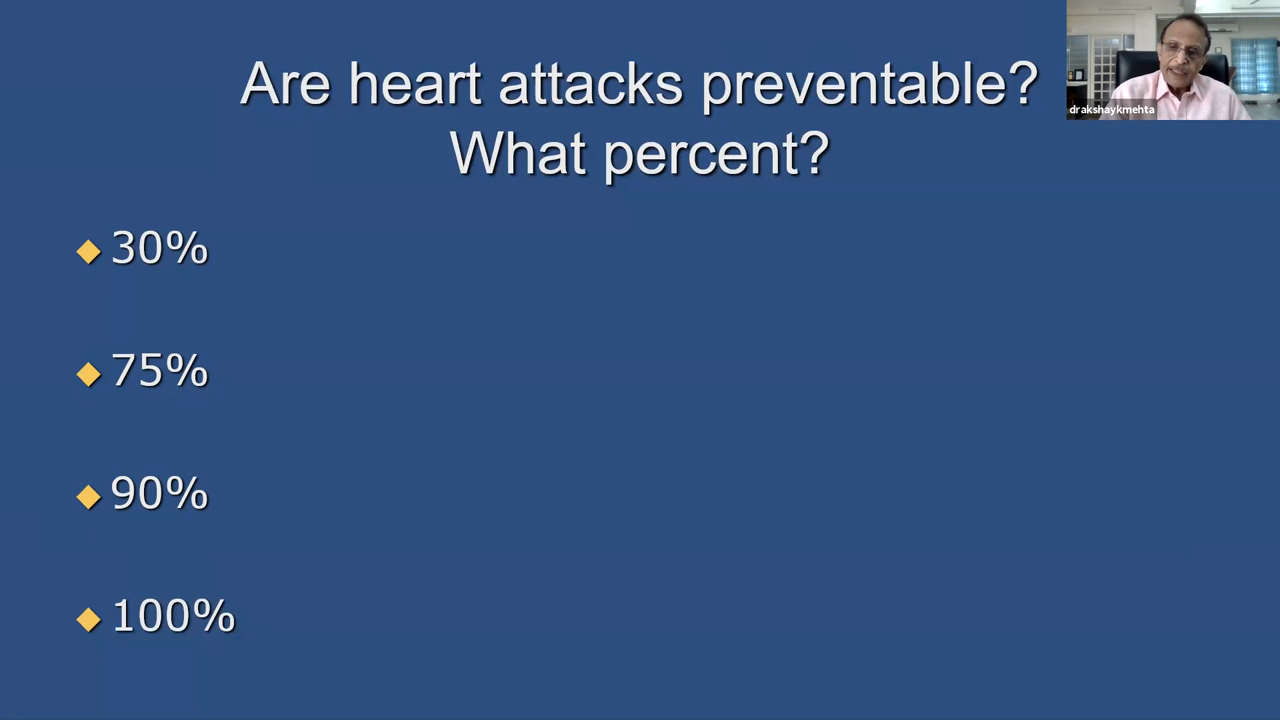 Are heart attacks preventable?
What percent?
drakshaykmehta
30%
75%
90%
100%